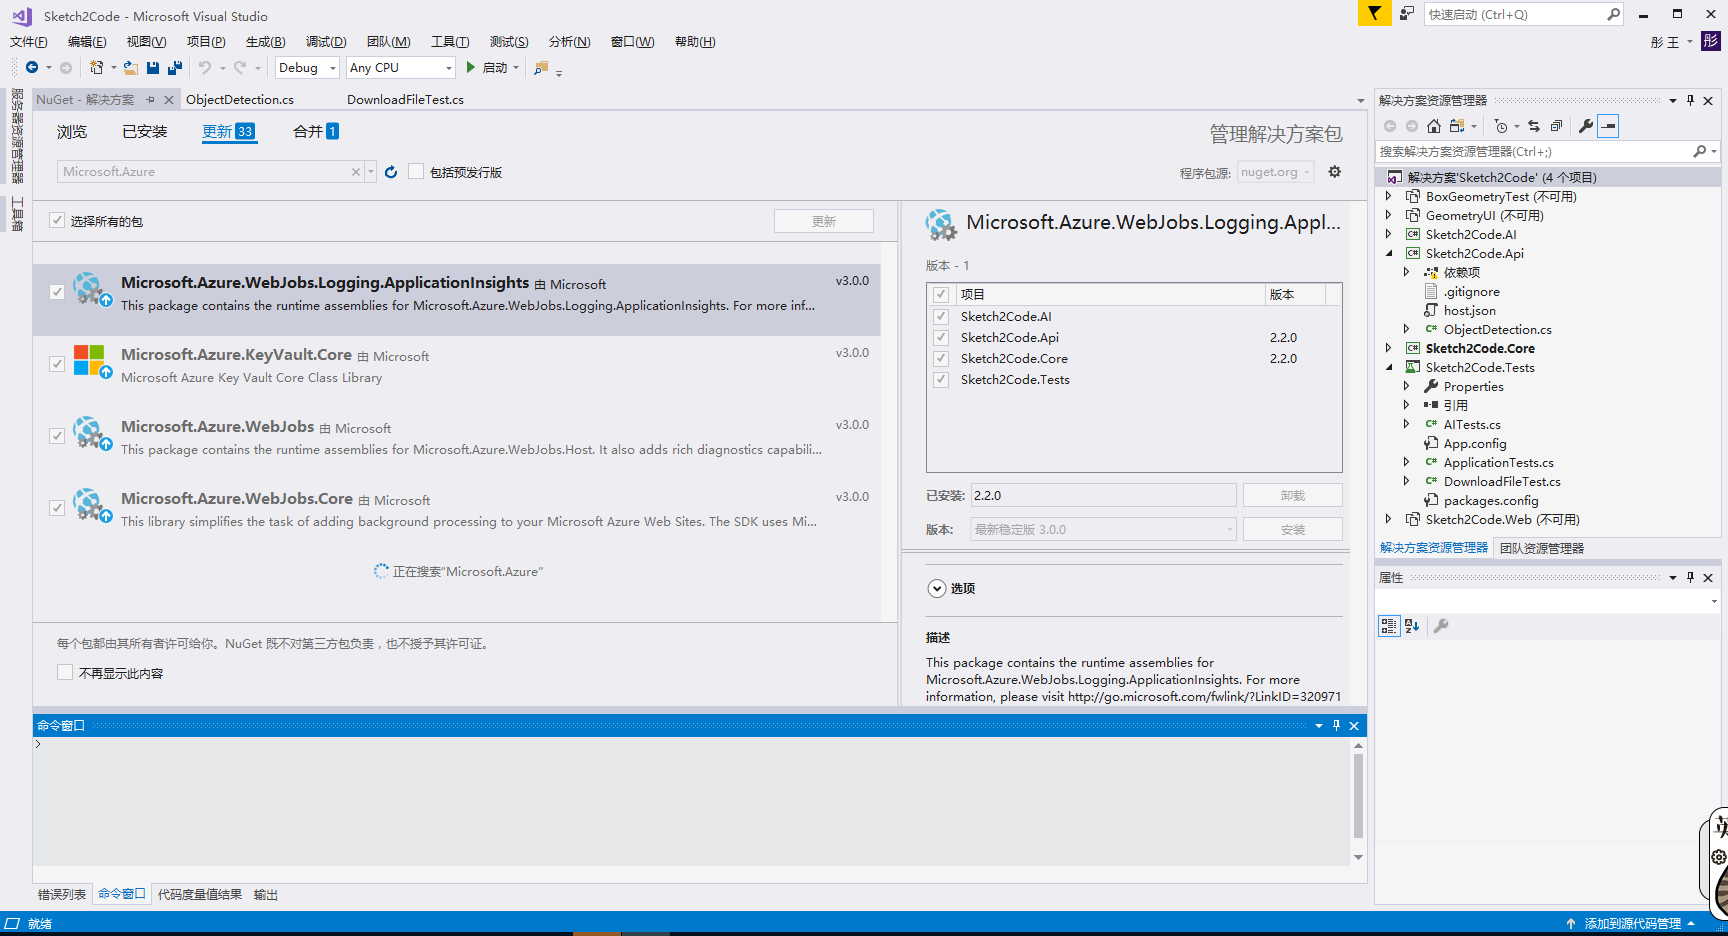 Sketch2Code - Microsoft Visual Studio
快速启动 (Ctrl+Q)
文件(F) 编辑(E) 视图(V) 项目(P) 生成(B) 调试(D) 团队(M) 工具(T) 测试(S) 分析(N) 窗口(W) 帮助(H)
彤 王 彤
Debug Any CPU 启动
服务器资源管理器
工具箱
NuGet - 解决方案 ObjectDetection.cs DownloadFileTest.cs
浏览 已安装 更新 33 合并 1
管理解决方案包
Microsoft.Azure 包括预发行版
程序包源: nuget.org
选择所有的包 更新
Microsoft.Azure.WebJobs.Logging.ApplicationInsights 由 Microsoft v3.0.0
This package contains the runtime assemblies for Microsoft.Azure.WebJobs.Logging.ApplicationInsights. For more inf...
Microsoft.Azure.KeyVault.Core 由 Microsoft v3.0.0
Microsoft Azure Key Vault Core Class Library
Microsoft.Azure.WebJobs 由 Microsoft v3.0.0
This package contains the runtime assemblies for Microsoft.Azure.WebJobs.Host. It also adds rich diagnostics capabili...
Microsoft.Azure.WebJobs.Core 由 Microsoft v3.0.0
This library simplifies the task of adding background processing to your Microsoft Azure Web Sites. The SDK uses Mi...
正在搜索"Microsoft.Azure"
每个包都由其所有者许可给你。NuGet 既不对第三方包负责，也不授予其许可证。
不再显示此内容
Microsoft.Azure.WebJobs.Logging.Appl...
版本 - 1
项目 版本
Sketch2Code.AI
Sketch2Code.Api 2.2.0
Sketch2Code.Core 2.2.0
Sketch2Code.Tests
已安装: 2.2.0 卸载
版本: 最新稳定版 3.0.0 安装
选项
描述
This package contains the runtime assemblies for
Microsoft.Azure.WebJobs.Logging.ApplicationInsights. For more
information, please visit http://go.microsoft.com/fwlink/?LinkID=320971
命令窗口
>
错误列表 命令窗口 代码度量值结果 输出
解决方案资源管理器
搜索解决方案资源管理器(Ctrl+;)
解决方案'Sketch2Code' (4 个项目)
BoxGeometryTest (不可用)
GeometryUI (不可用)
Sketch2Code.AI
Sketch2Code.Api
依赖项
.gitignore
host.json
ObjectDetection.cs
Sketch2Code.Core
Sketch2Code.Tests
Properties
引用
AITests.cs
App.config
ApplicationTests.cs
DownloadFileTest.cs
packages.config
Sketch2Code.Web (不可用)
解决方案资源管理器 团队资源管理器
属性
英
就绪
添加到源代码管理